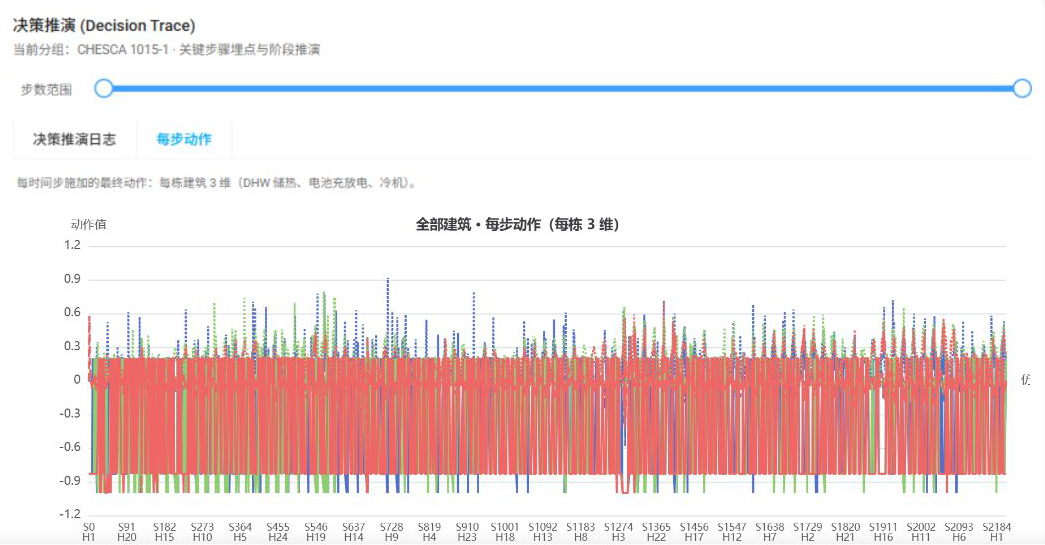 决策推演 (Decision Trace)
当前分组：CHESCA 1015-1 · 关键步骤埋点与阶段推演
步数范围
决策推演日志 每步动作
每时间步施加的最终动作：每栋建筑 3 维（DHW 储热、电池充放电、冷机）。
动作值
全部建筑 · 每步动作（每栋 3 维）
1.2
0.9
0.6
0.3
0
仿
-0.3
-0.6
-0.9
-1.2
S0 S91 S182 S273 S364 S455 S546 S637 S728 S819 S910 S1001 S1092 S1183 S1274 S1365 S1456 S1547 S1638 S1729 S1820 S1911 S2002 S2093 S2184
H1 H20 H15 H10 H5 H24 H19 H14 H9 H4 H23 H18 H13 H8 H3 H22 H17 H12 H7 H2 H21 H16 H11 H6 H1